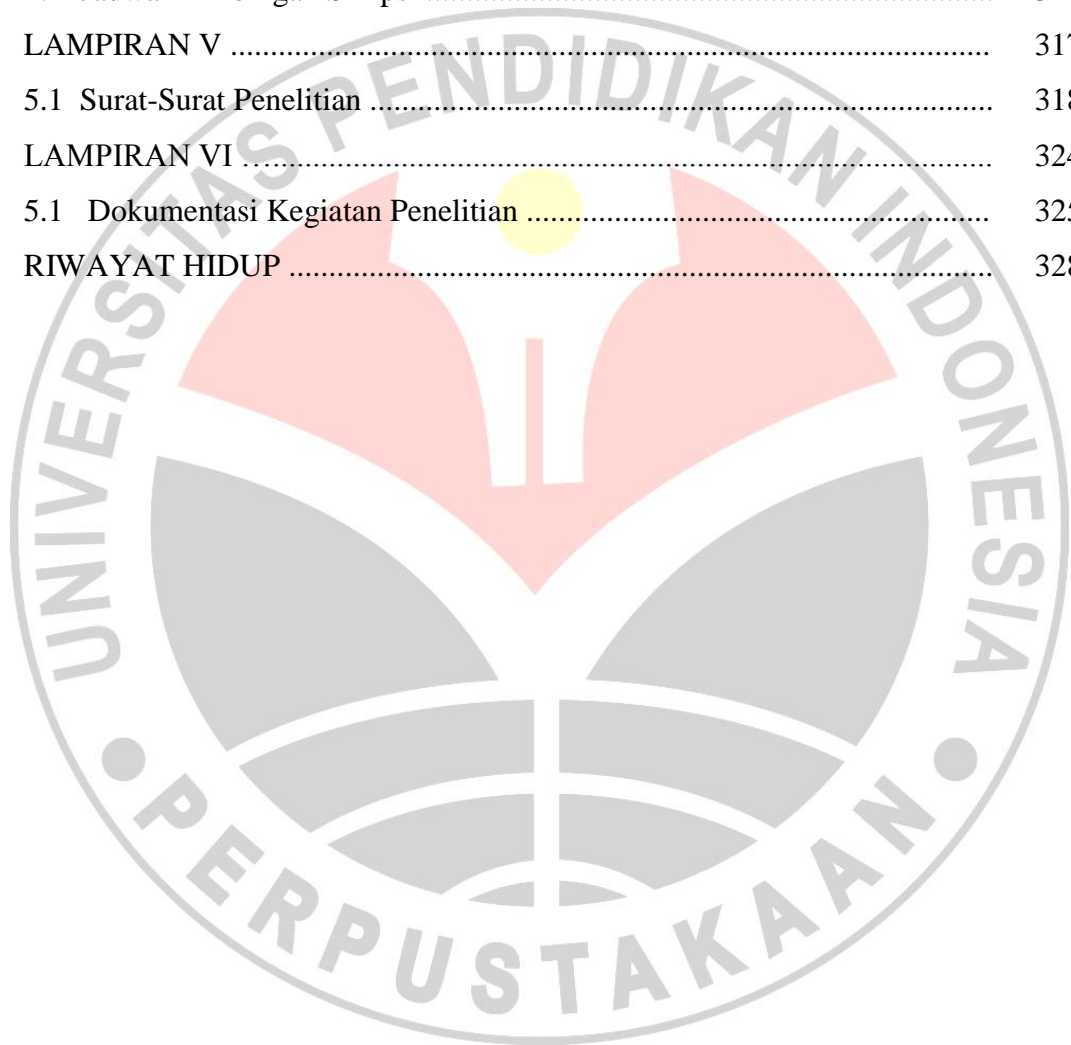 LAMPIRAN V ........................................................................................... 317
5.1 Surat-Surat Penelitian ........................................................................... 318
LAMPIRAN VI .......................................................................................... 324
5.1 Dokumentasi Kegiatan Penelitian ........................................................ 325
RIWAYAT HIDUP ..................................................................................... 328
UNIVERSITAS PENDIDIKAN INDONESIA
PERPUSTAKAAN